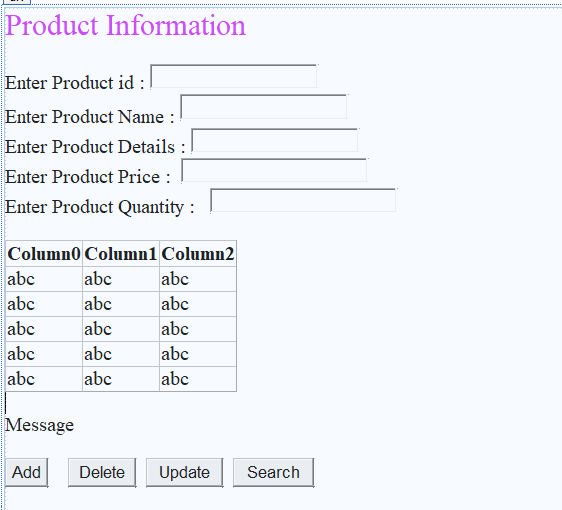 Product Information
Enter Product id :
Enter Product Name :
Enter Product Details :
Enter Product Price :
Enter Product Quantity :
Column0 Column1 Column2
abc abc abc
abc abc abc
abc abc abc
abc abc abc
abc abc abc
Message
Add Delete Update Search